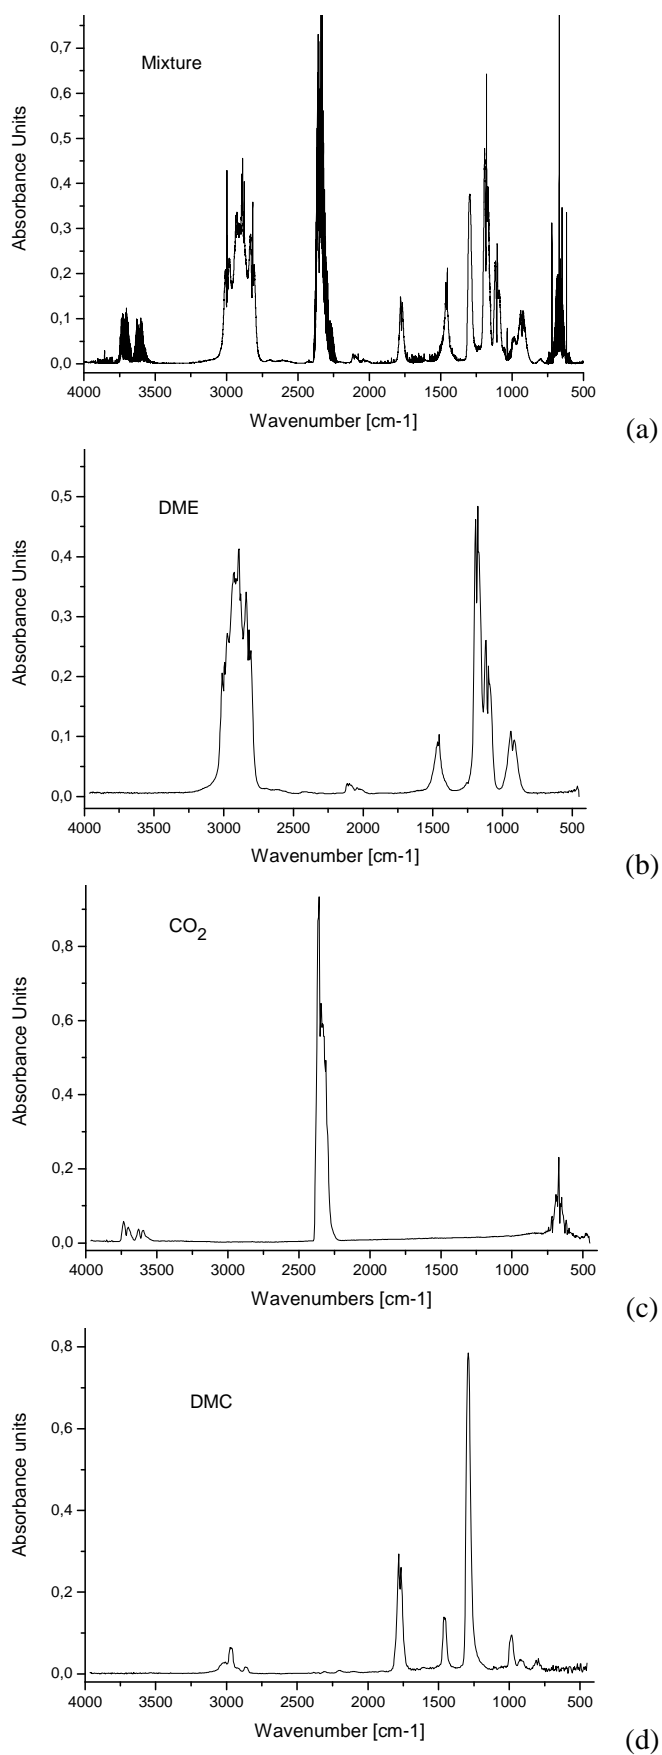 Mixture
Absorbance Units
0,7
0,6
0,5
0,4
0,3
0,2
0,1
0,0
4000 3500 3000 2500 2000 1500 1000 500
Wavenumber [cm-1]
(a)
DME
Absorbance Units
0,5
0,4
0,3
0,2
0,1
0,0
4000 3500 3000 2500 2000 1500 1000 500
Wavenumber [cm-1]
(b)
CO2
Absorbance Units
0,8
0,6
0,4
0,2
0,0
4000 3500 3000 2500 2000 1500 1000 500
Wavenumbers [cm-1]
(c)
DMC
Absorbance units
0,8
0,6
0,4
0,2
0,0
4000 3500 3000 2500 2000 1500 1000 500
Wavenumber [cm-1]
(d)